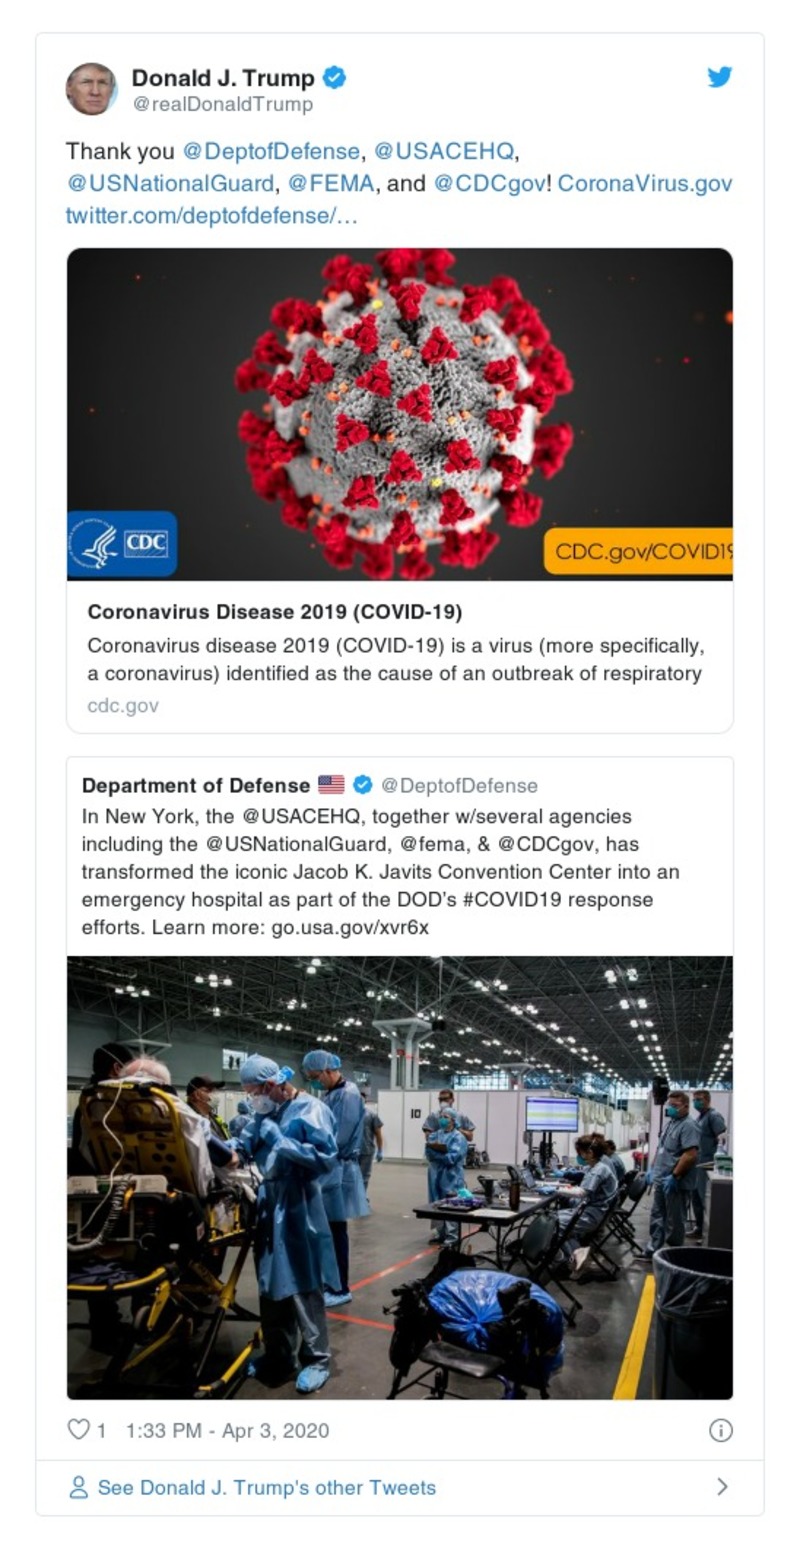 Donald J. Trump
@realDonaldTrump
Thank you @DeptofDefense, @USACEHQ,
@USNationalGuard, @FEMA, and @CDCgov! CoronaVirus.gov
twitter.com/deptofdefense/…
CDC
CDC.gov/COVID19
Coronavirus Disease 2019 (COVID-19)
Coronavirus disease 2019 (COVID-19) is a virus (more specifically,
a coronavirus) identified as the cause of an outbreak of respiratory
cdc.gov
Department of Defense 🇺🇸 @DeptofDefense
In New York, the @USACEHQ, together w/several agencies
including the @USNationalGuard, @fema, & @CDCgov, has
transformed the iconic Jacob K. Javits Convention Center into an
emergency hospital as part of the DOD's #COVID19 response
efforts. Learn more: go.usa.gov/xvr6x
10
1 1:33 PM - Apr 3, 2020
See Donald J. Trump's other Tweets